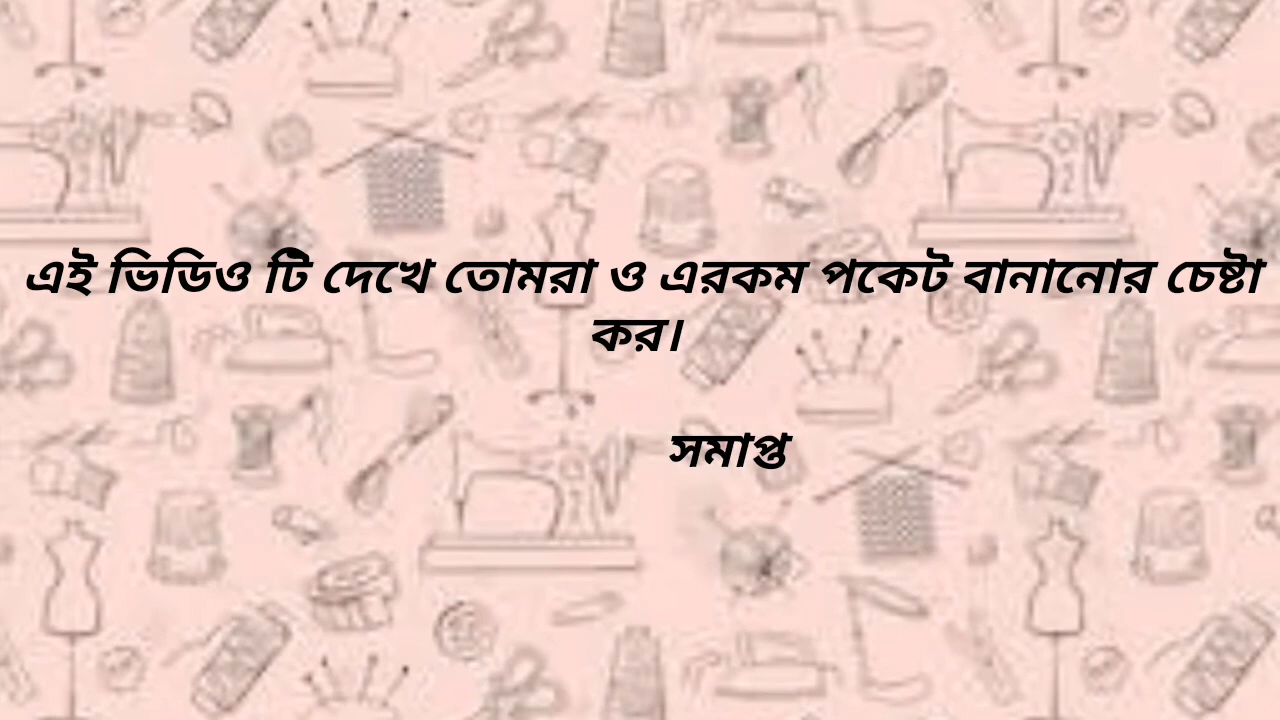 এই ভিডিও টি দেখে তোমরা ও এরকম পকেট বানানোর চেষ্টা
কর।
সমাপ্ত